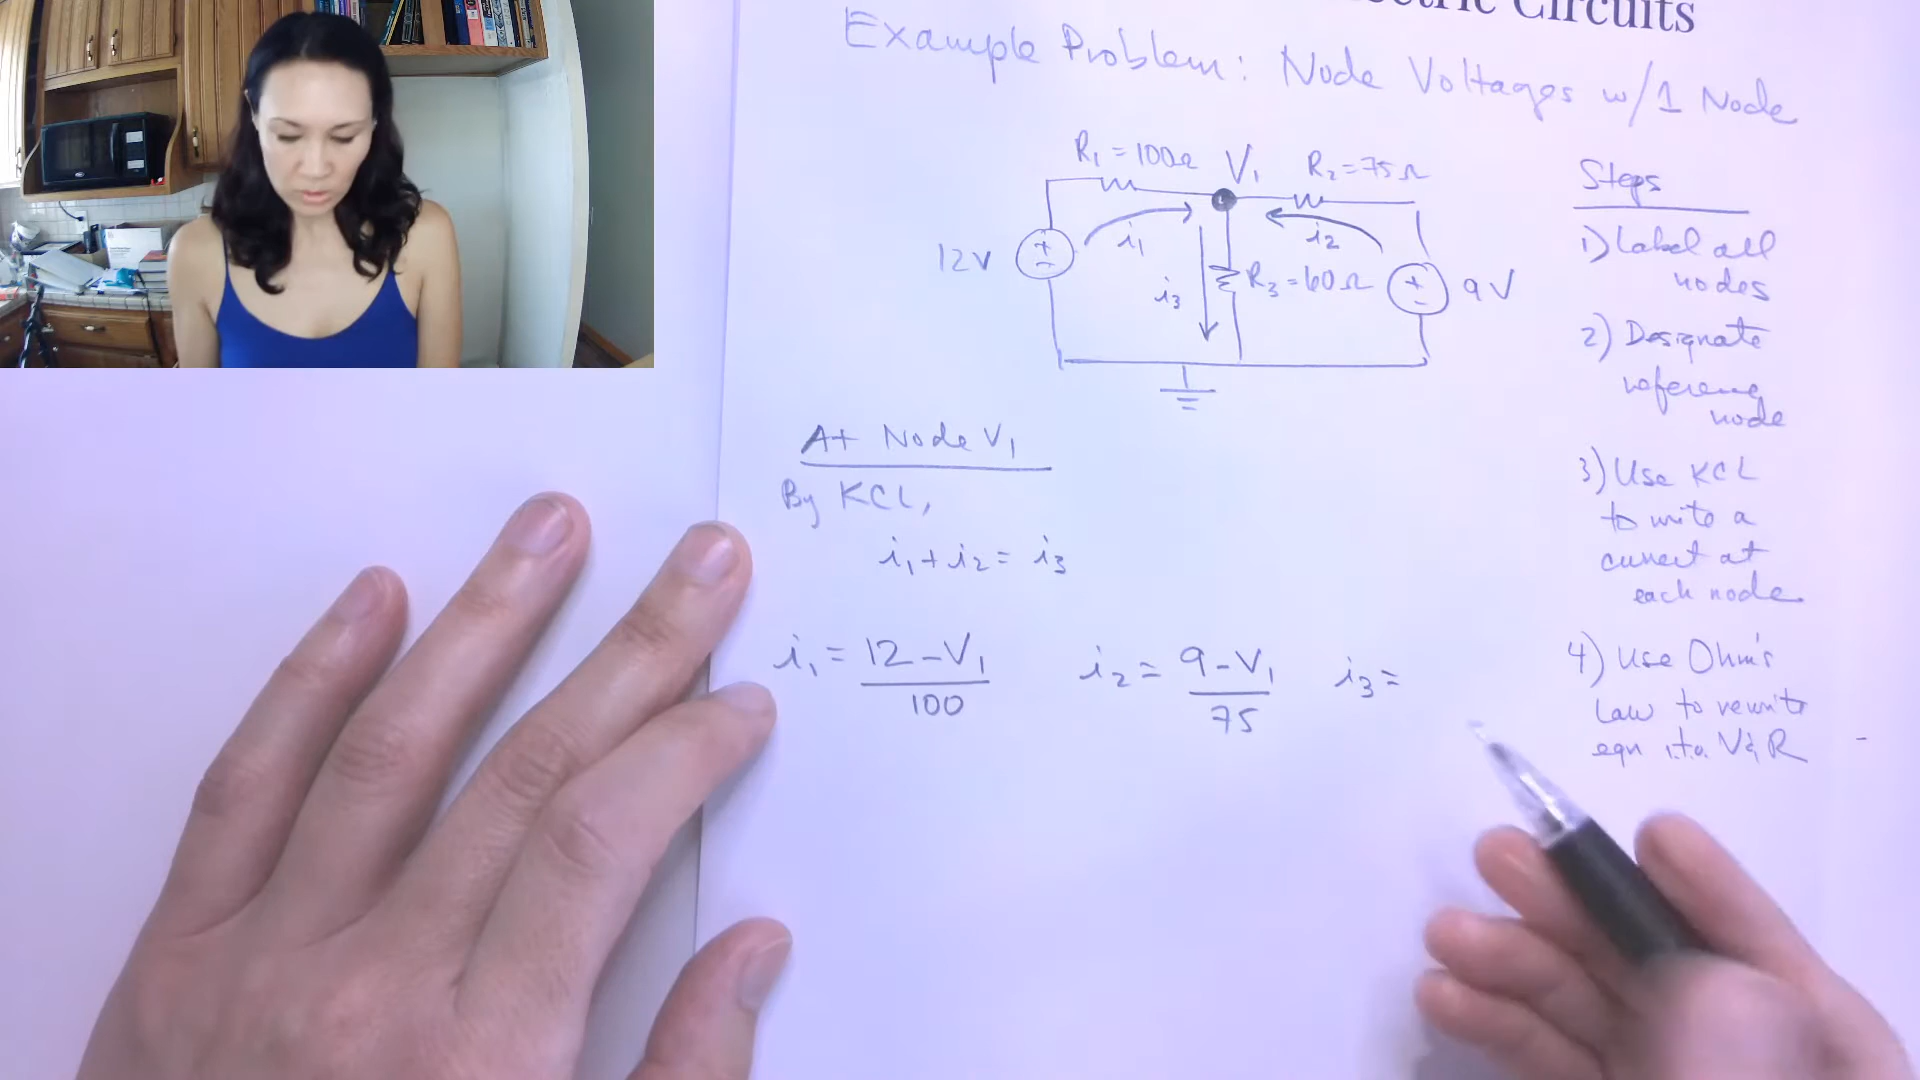 Electric Circuits
Example Problem: Node Voltages w/1 Node
R₁ = 100Ω
V₁
R₂ = 75Ω
12V
i₁
i₂
i₃
R₃ = 60Ω
9V
At Node V₁
By KCL,
i₁ + i₂ = i₃
i₁ = 12 - V₁ / 100
i₂ = 9 - V₁ / 75
i₃ =
Steps
1) Label all
nodes
2) Designate
reference
node
3) Use KCL
to write a
current at
each node
4) Use Ohm's
Law to rewrite
eqn i.t.o. V & R